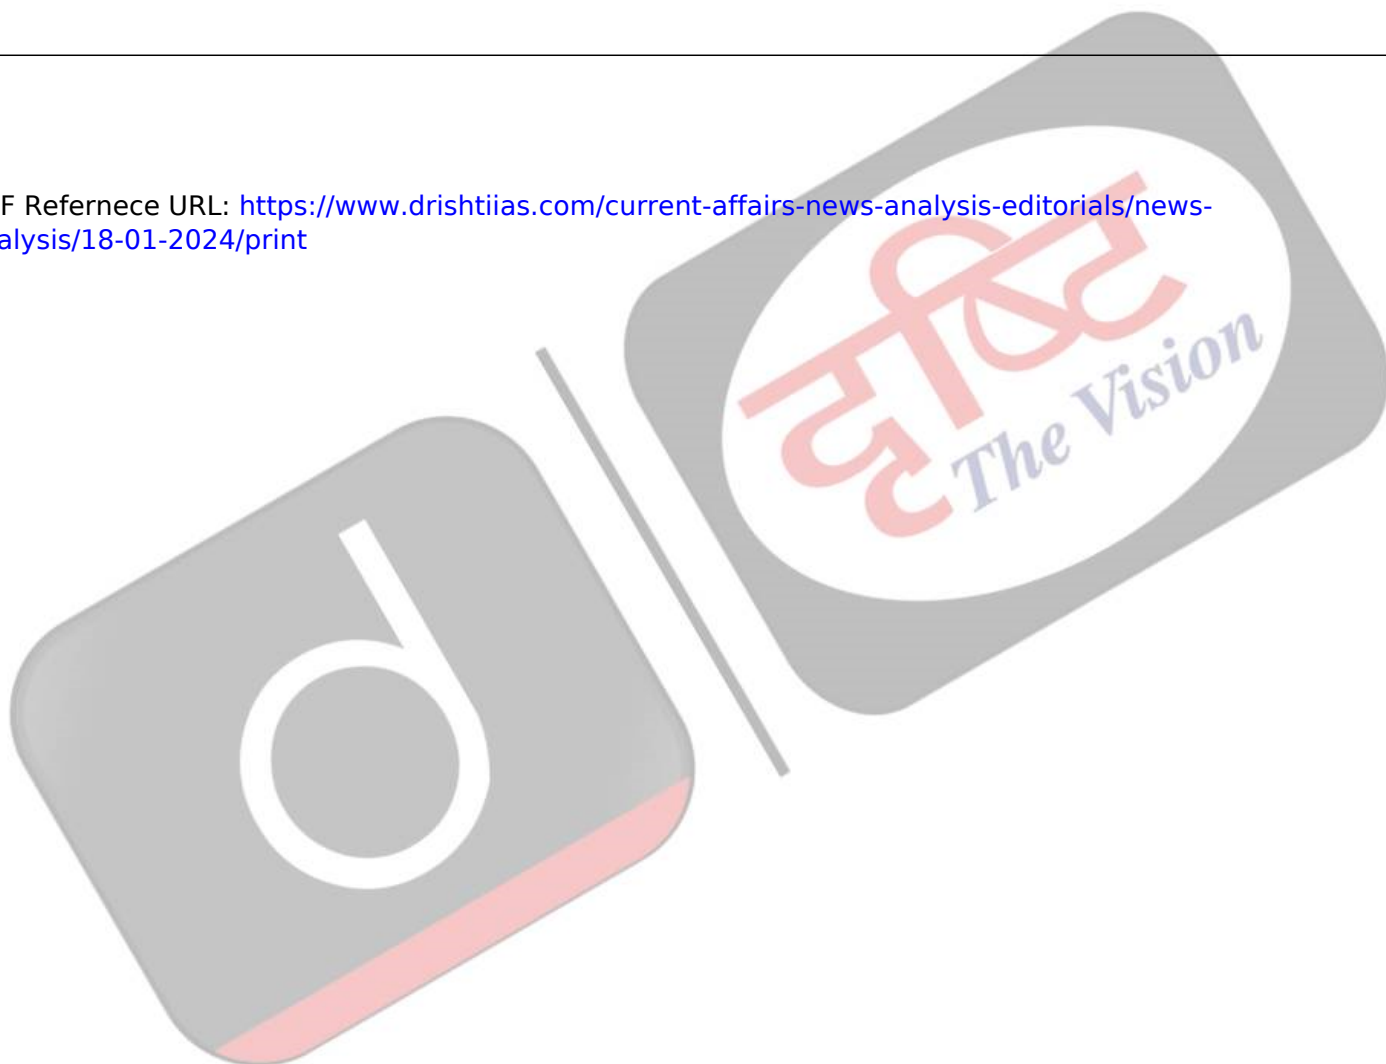 F Refernece URL: https://www.drishtiias.com/current-affairs-news-analysis-editorials/news-
alysis/18-01-2024/print
दृष्टि
The Vision
d